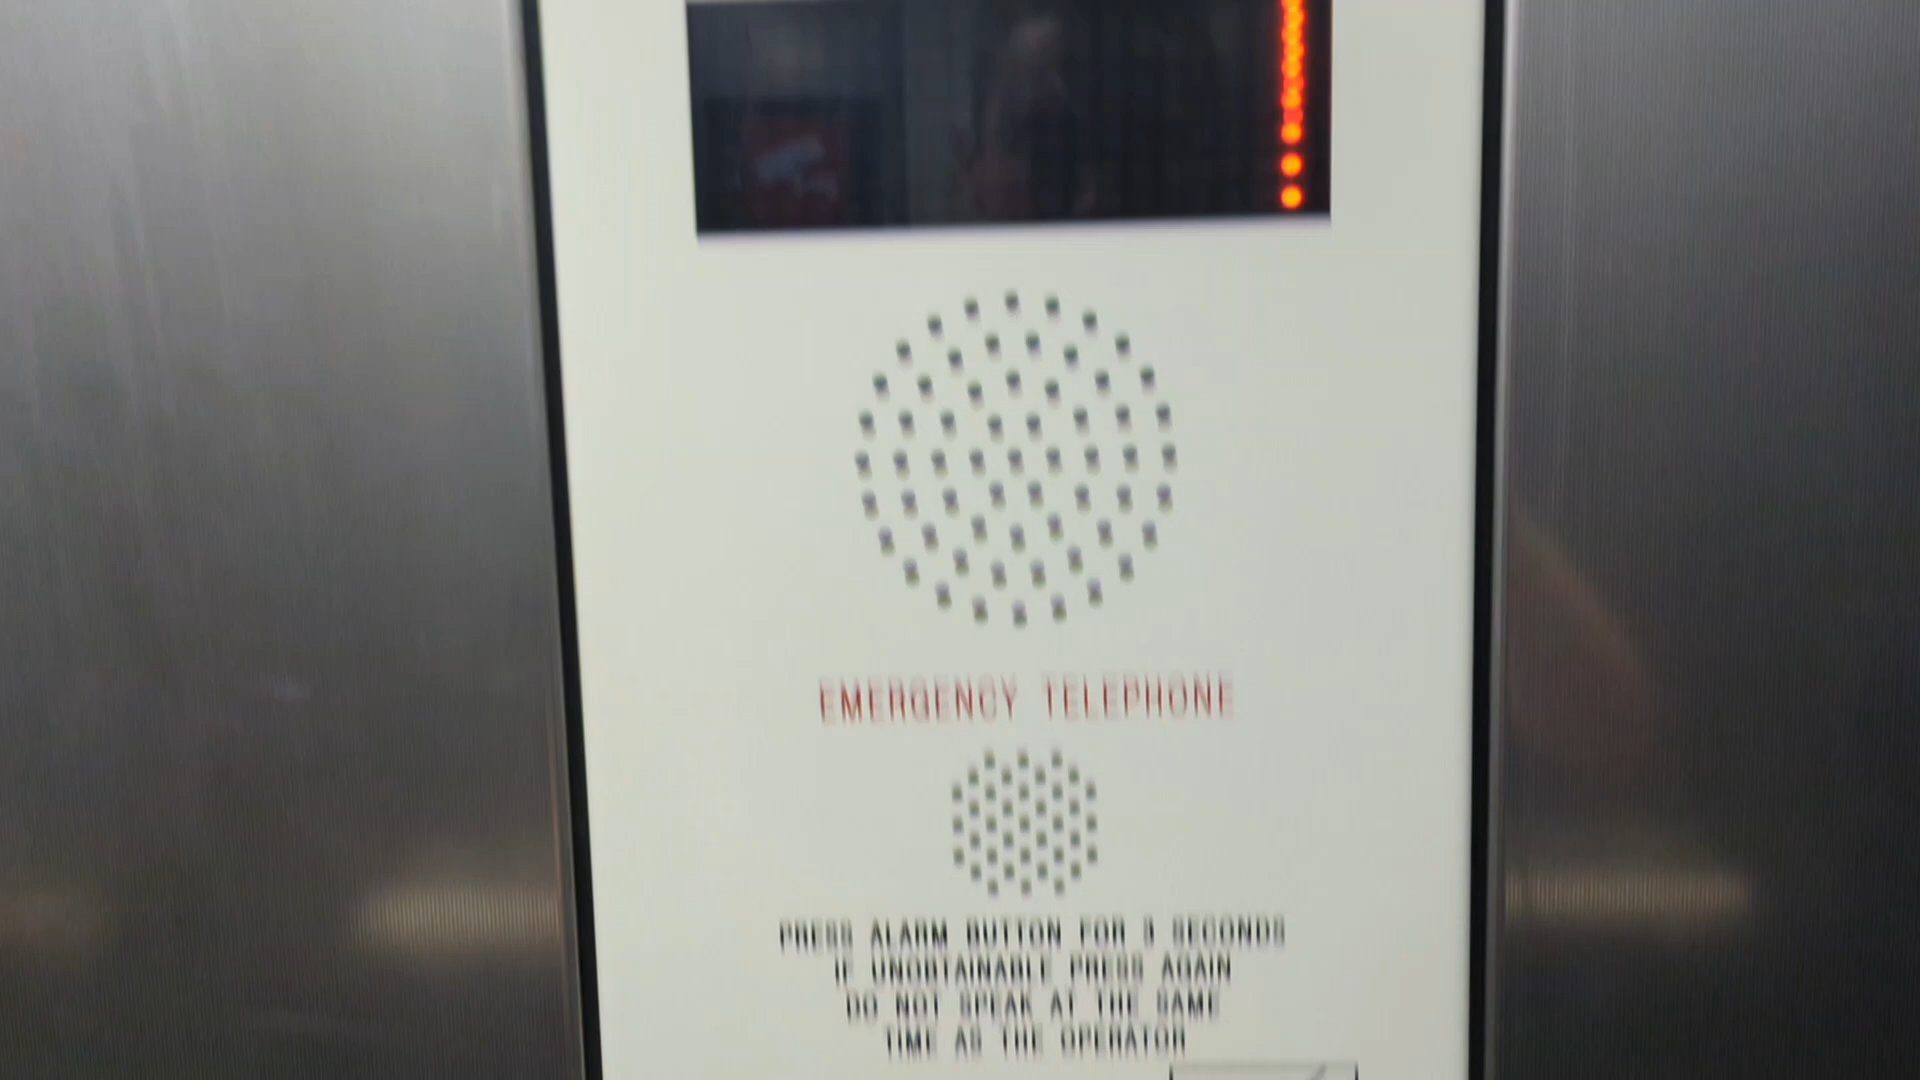 EMERGENCY TELEPHONE
PRESS ALARM BUTTON FOR 3 SECONDS
IF UNOBTAINABLE PRESS AGAIN
DO NOT SPEAK AT THE SAME
TIME AS THE OPERATOR